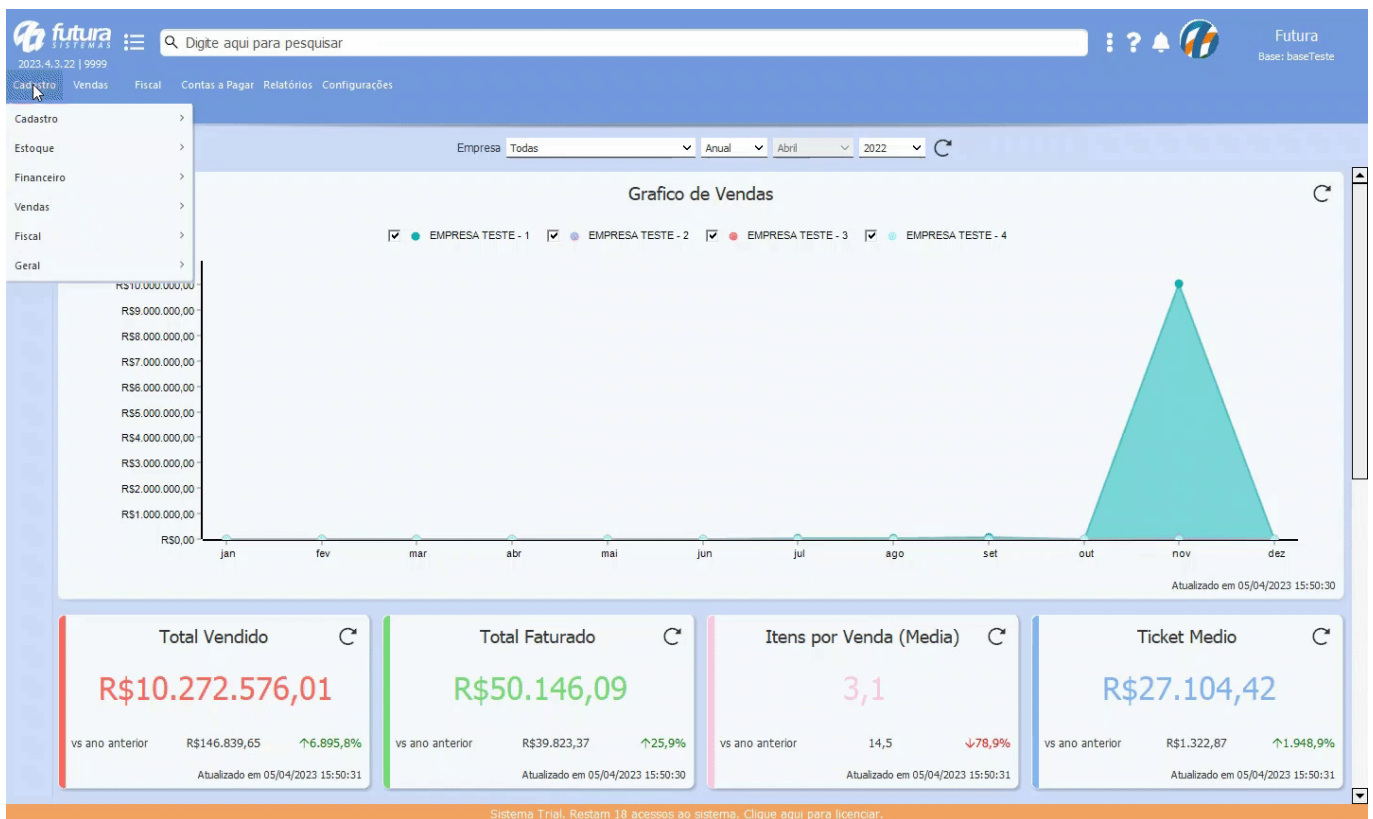 futura
SISTEMAS
Digite aqui para pesquisar
Futura
Base: baseTeste
2023.4.3.22 | 9999
Cadastro Vendas Fiscal Contas a Pagar Relatórios Configurações
Cadastro
Estoque
Financeiro
Vendas
Fiscal
Geral
Empresa Todas Anual Abril 2022
Grafico de Vendas
EMPRESA TESTE - 1 EMPRESA TESTE - 2 EMPRESA TESTE - 3 EMPRESA TESTE - 4
R$10.000.000,00
R$9.000.000,00
R$8.000.000,00
R$7.000.000,00
R$6.000.000,00
R$5.000.000,00
R$4.000.000,00
R$3.000.000,00
R$2.000.000,00
R$1.000.000,00
R$0,00
jan fev mar abr mai jun jul ago set out nov dez
Atualizado em 05/04/2023 15:50:30
Total Vendido
R$10.272.576,01
vs ano anterior R$146.839,65 ↑6.895,8%
Atualizado em 05/04/2023 15:50:31
Total Faturado
R$50.146,09
vs ano anterior R$39.823,37 ↑25,9%
Atualizado em 05/04/2023 15:50:30
Itens por Venda (Media)
3,1
vs ano anterior 14,5 ↓78,9%
Atualizado em 05/04/2023 15:50:31
Ticket Medio
R$27.104,42
vs ano anterior R$1.322,87 ↑1.948,9%
Atualizado em 05/04/2023 15:50:31
Sistema Trial. Restam 18 acessos ao sistema. Clique aqui para licenciar.